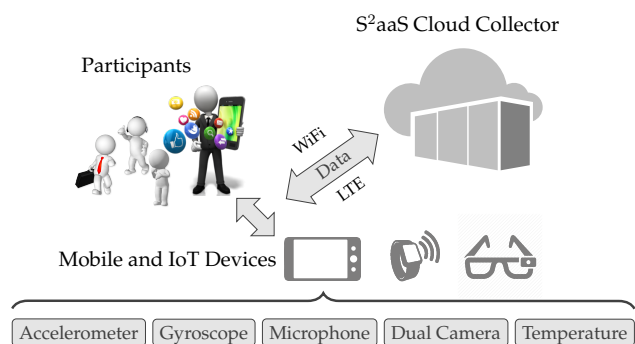 S²aaS Cloud Collector
Participants
WiFi
Data
LTE
Mobile and IoT Devices
Accelerometer
Gyroscope
Microphone
Dual Camera
Temperature